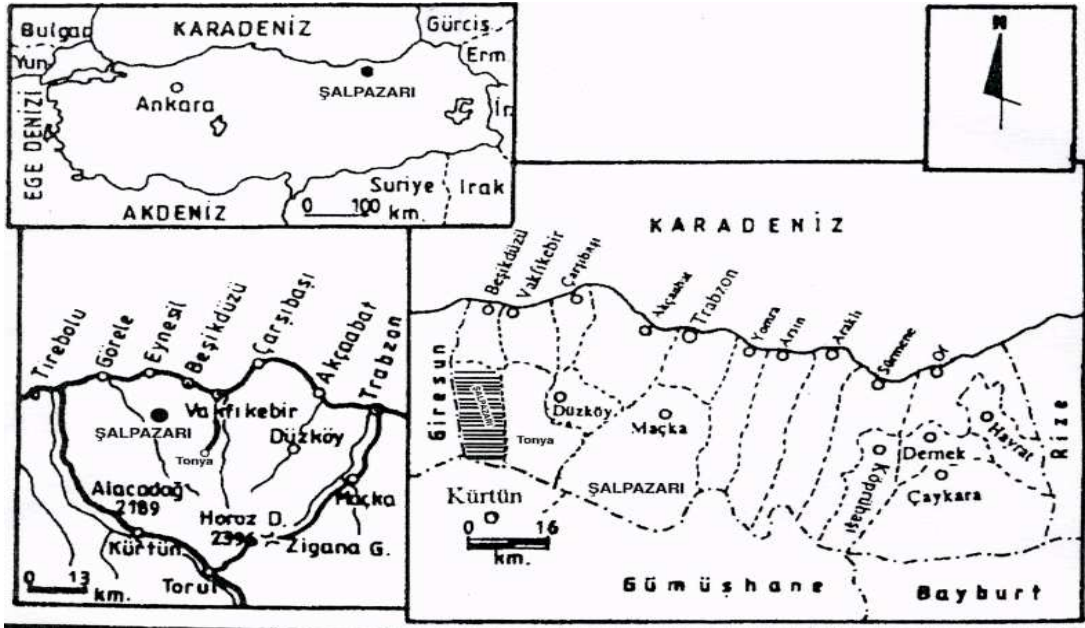 Bulgar
KARADENİZ
Gürciş
Yun
Erm
Ankara
ŞALPAZARI
İr
EGE DENİZİ
Suriye
Irak
AKDENİZ
0 100
km.
N
Tirebolu
Görele
Eynesil
Beşikdüzü
Çarşıbaşı
Akçaabat
Trabzon
Vakfıkebir
ŞALPAZARI
Düzköy
Tonya
Alacadağ
2189
Maçka
Horoz D.
2396
Kürtün
Zigana G.
0 13
km.
Torul
KARADENİZ
Beşikdüzü
Vakfıkebir
Çarşıbaşı
Akçaabat
Trabzon
Yomra
Arsin
Araklı
Sürmene
Of
Giresun
ŞALPAZARI
Düzköy
Maçka
Tonya
Hayrat
Rize
Dernek
Köprübaşı
Çaykara
Kürtün
ŞALPAZARI
0 16
km.
Gümüşhane
Bayburt